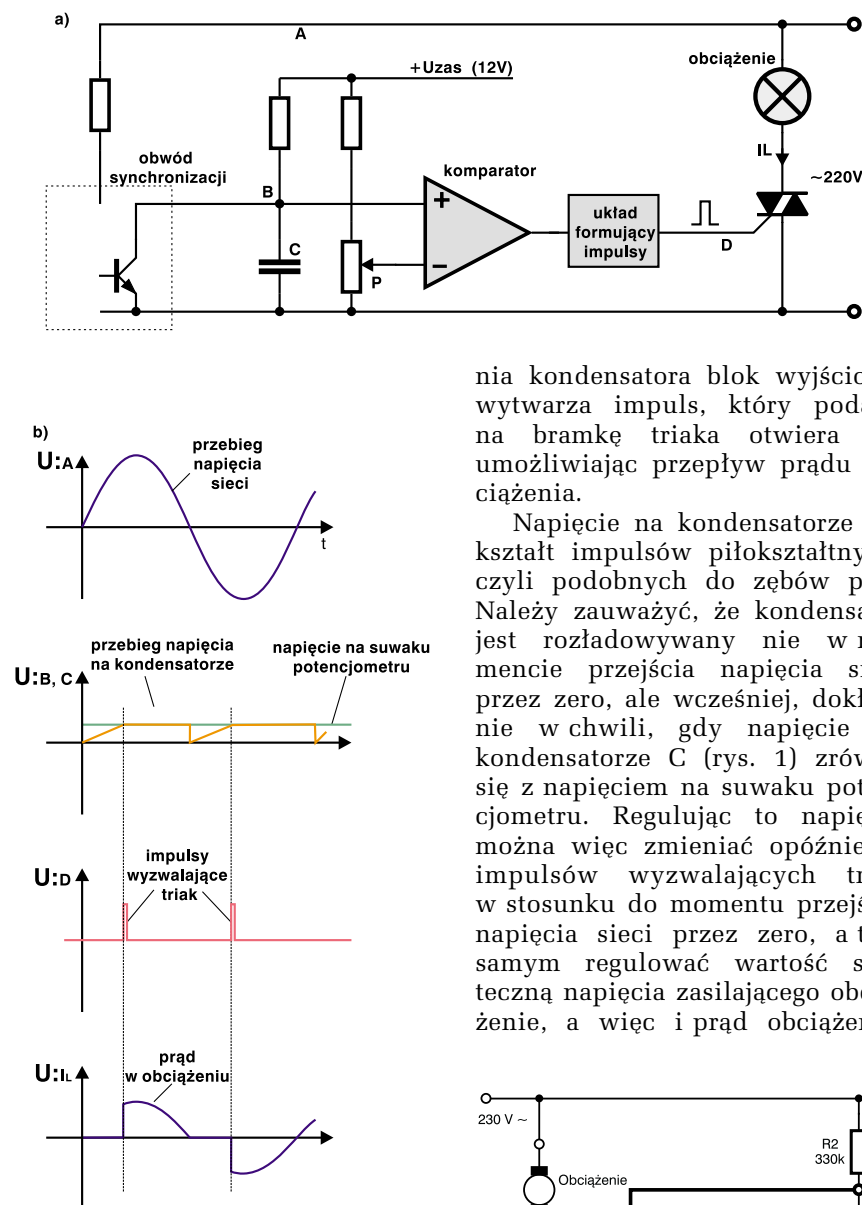 a)
A
+Uzas (12V)
obciążenie
obwód
synchronizacji
B
komparator
IL
~220V
+
układ
formujący
impulsy
C
−
P
D
b)
U:A
przebieg
napięcia
sieci
t
przebieg napięcia
na kondensatorze
napięcie na suwaku
potencjometru
U:B, C
impulsy
wyzwalające
triak
U:D
prąd
w obciążeniu
U:IL
nia kondensatora blok wyjścio
wytwarza impuls, który poda
na bramkę triaka otwiera
umożliwiając przepływ prądu
ciążenia.
Napięcie na kondensatorze
kształt impulsów piłokształtny
czyli podobnych do zębów p
Należy zauważyć, że kondensa
jest rozładowywany nie w m
mencie przejścia napięcia si
przez zero, ale wcześniej, dokł
nie w chwili, gdy napięcie
kondensatorze C (rys. 1) zrów
się z napięciem na suwaku pot
cjometru. Regulując to napię
można więc zmieniać opóźnie
impulsów wyzwalających tr
w stosunku do momentu przejś
napięcia sieci przez zero, a t
samym regulować wartość s
teczną napięcia zasilającego obc
żenie, a więc i prąd obciążen
230 V ~
R2
330k
Obciążenie